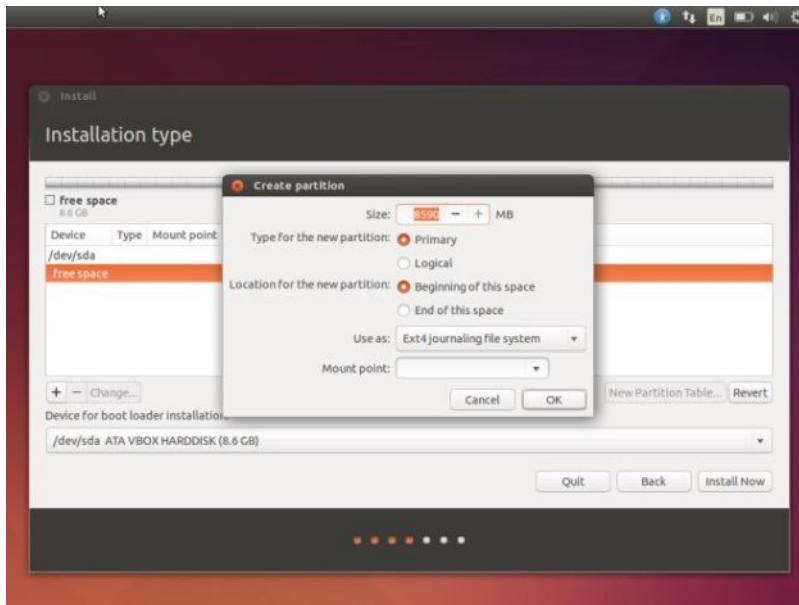 En
Install
Installation type
free space
8.6 GB
Device Type Mount point
/dev/sda
free space
Create partition
Size: 8590 − + MB
Type for the new partition: Primary
Logical
Location for the new partition: Beginning of this space
End of this space
Use as: Ext4 journaling file system
Mount point:
Cancel OK
+ − Change... New Partition Table... Revert
Device for boot loader installation:
/dev/sda ATA VBOX HARDDISK (8.6 GB)
Quit Back Install Now